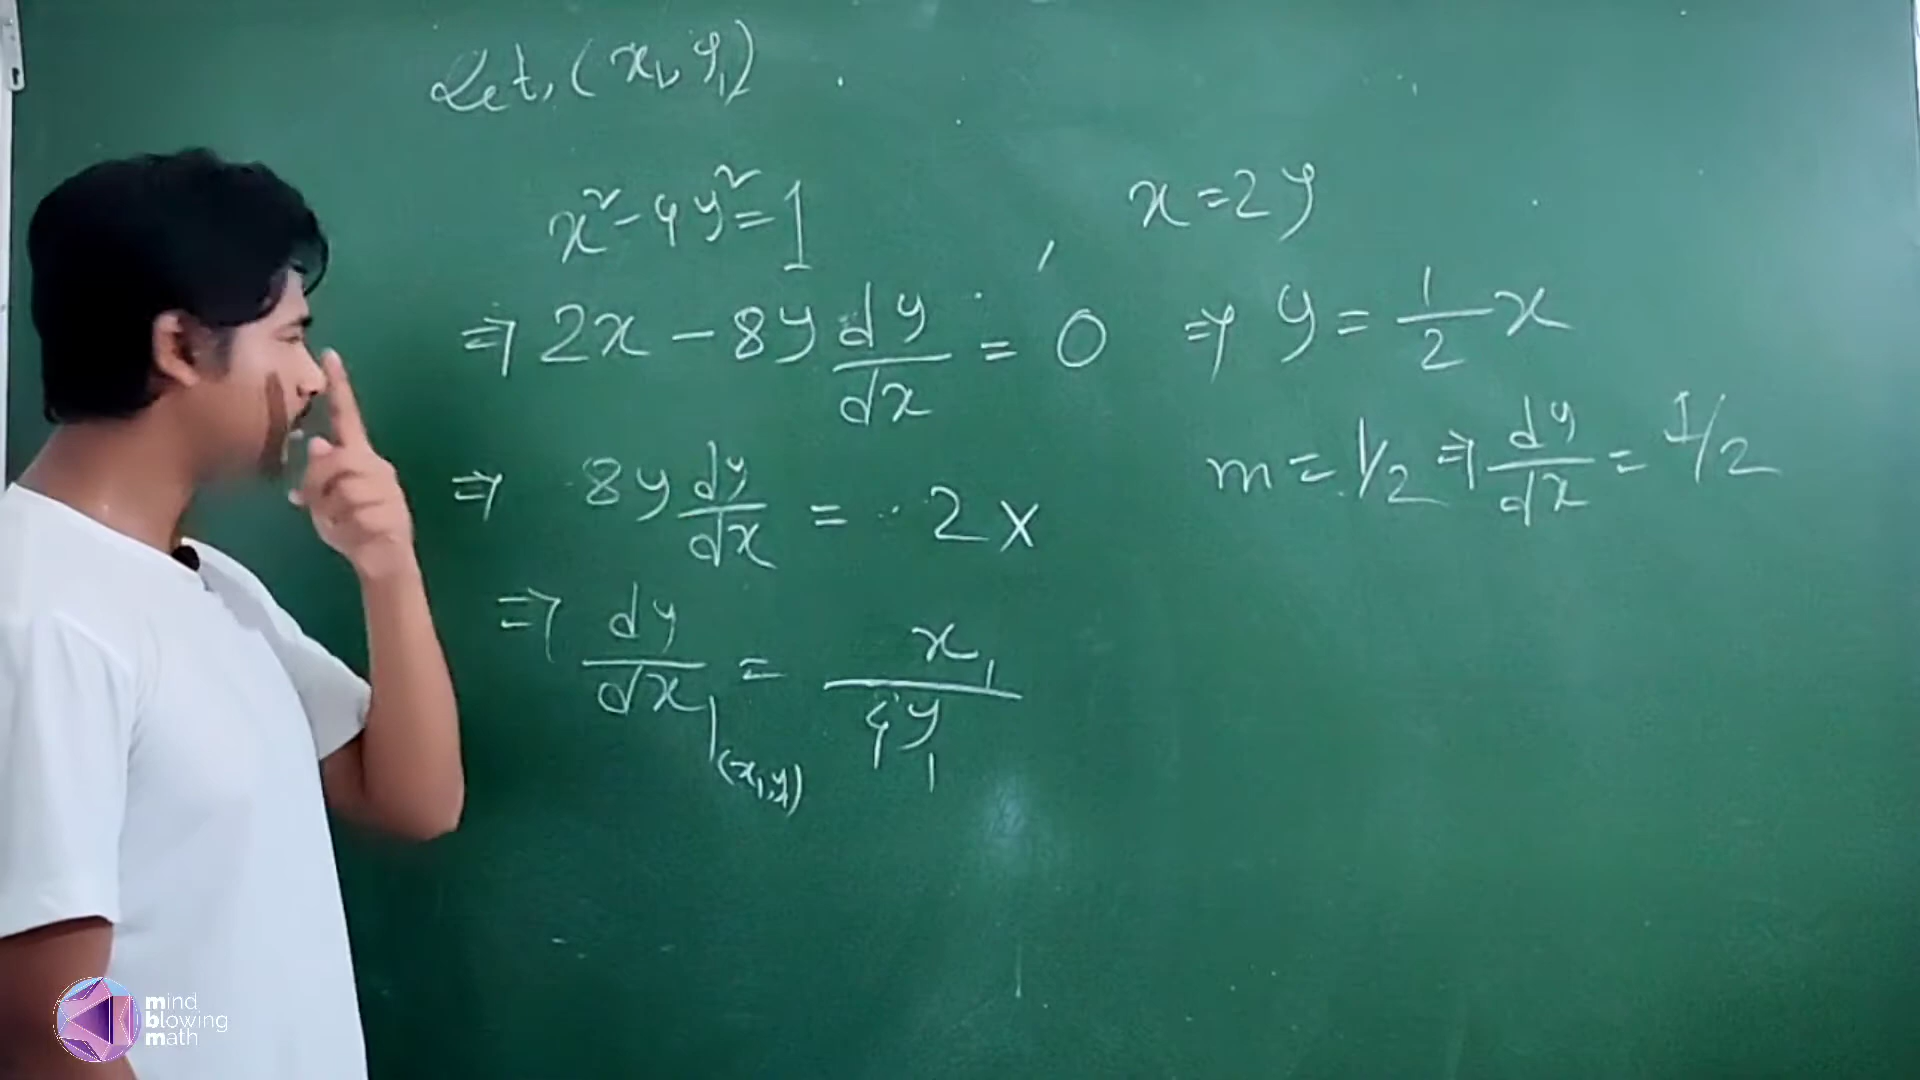 Let, (x₁, y₁)
x² - 4y² = 1 , x = 2y
⇒ 2x - 8y dy/dx = 0 ⇒ y = 1/2 x
m = 1/2 ⇒ dy/dx = 1/2
⇒ 8y dy/dx = 2x
⇒ dy/dx |(x₁, y₁) = x₁/4y₁
mind
blowing
math